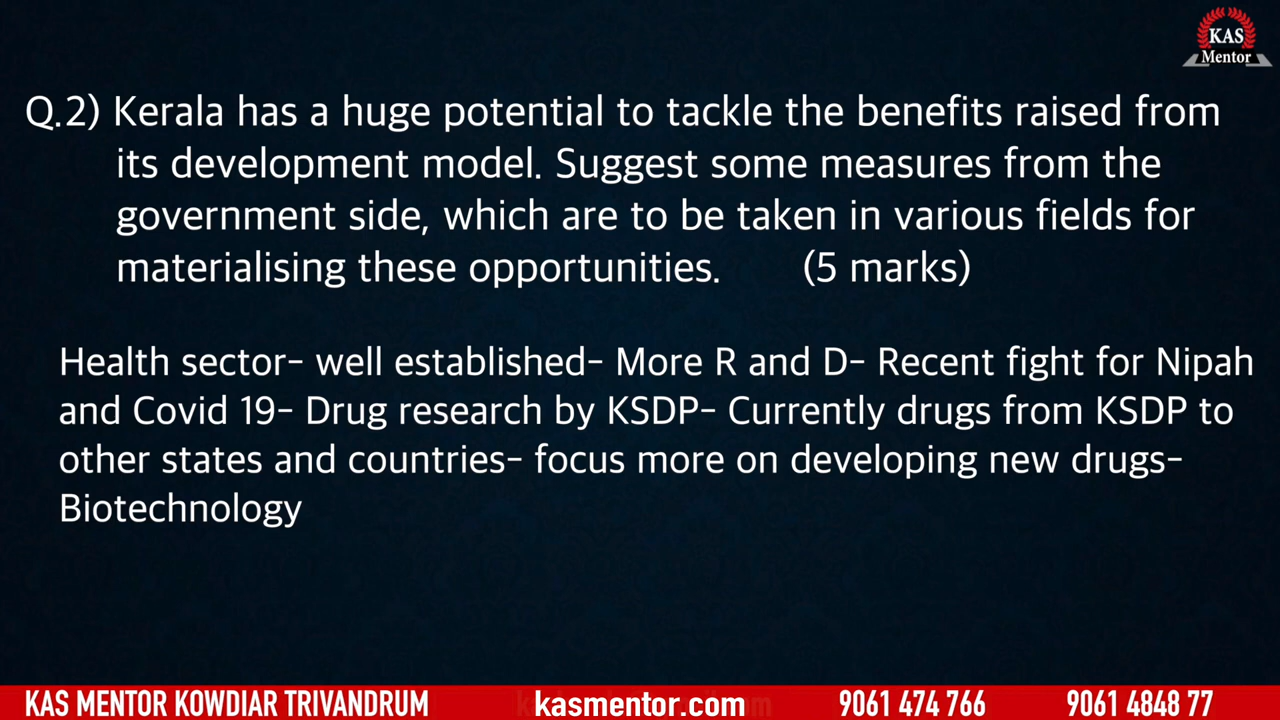 KAS
Mentor
Q.2) Kerala has a huge potential to tackle the benefits raised from
its development model. Suggest some measures from the
government side, which are to be taken in various fields for
materialising these opportunities. (5 marks)
Health sector- well established- More R and D- Recent fight for Nipah
and Covid 19- Drug research by KSDP- Currently drugs from KSDP to
other states and countries- focus more on developing new drugs-
Biotechnology
KAS MENTOR KOWDIAR TRIVANDRUM kasmentor.com 9061 474 766 9061 4848 77